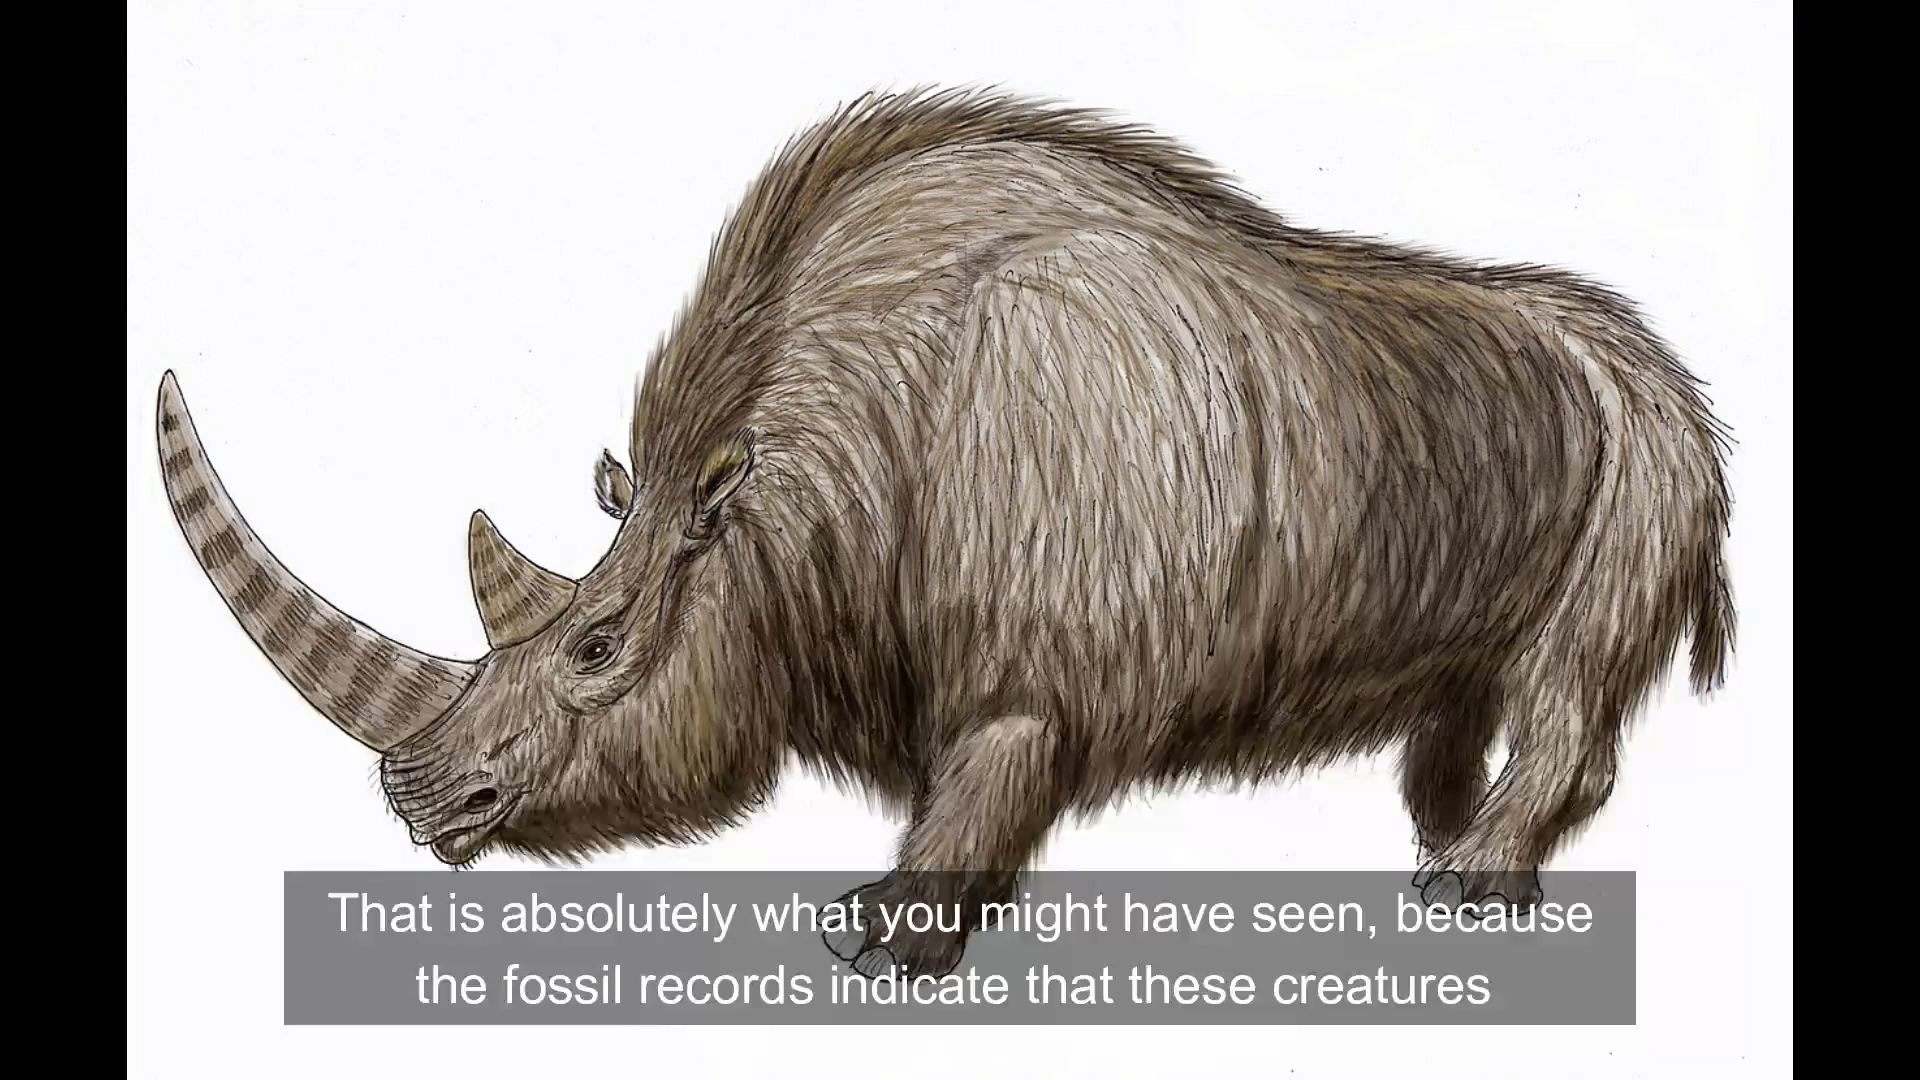 That is absolutely what you might have seen, because
the fossil records indicate that these creatures